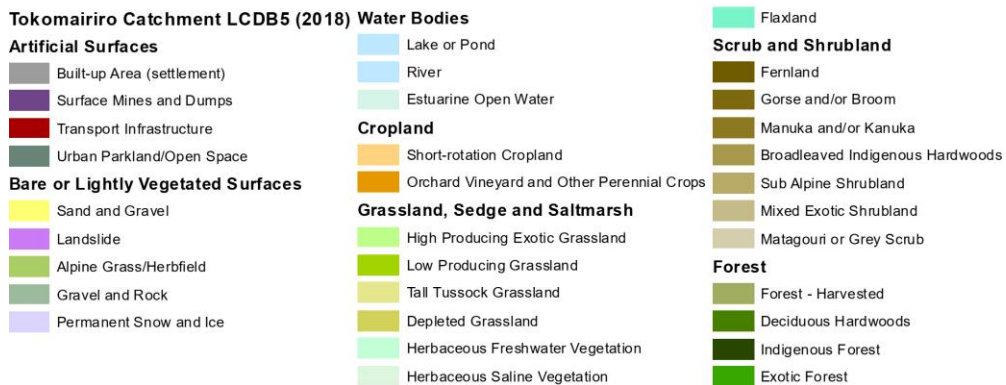 Tokomairiro Catchment LCDB5 (2018)
Artificial Surfaces
Built-up Area (settlement)
Surface Mines and Dumps
Transport Infrastructure
Urban Parkland/Open Space
Bare or Lightly Vegetated Surfaces
Sand and Gravel
Landslide
Alpine Grass/Herbfield
Gravel and Rock
Permanent Snow and Ice
Water Bodies
Lake or Pond
River
Estuarine Open Water
Cropland
Short-rotation Cropland
Orchard Vineyard and Other Perennial Crops
Grassland, Sedge and Saltmarsh
High Producing Exotic Grassland
Low Producing Grassland
Tall Tussock Grassland
Depleted Grassland
Herbaceous Freshwater Vegetation
Herbaceous Saline Vegetation
Flaxland
Scrub and Shrubland
Fernland
Gorse and/or Broom
Manuka and/or Kanuka
Broadleaved Indigenous Hardwoods
Sub Alpine Shrubland
Mixed Exotic Shrubland
Matagouri or Grey Scrub
Forest
Forest - Harvested
Deciduous Hardwoods
Indigenous Forest
Exotic Forest